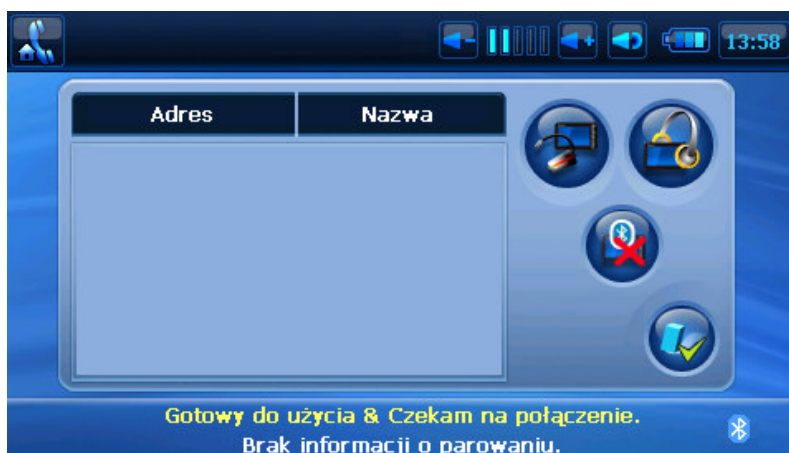 13:58
Adres Nazwa
Gotowy do użycia & Czekam na połączenie.
Brak informacji o parowaniu.